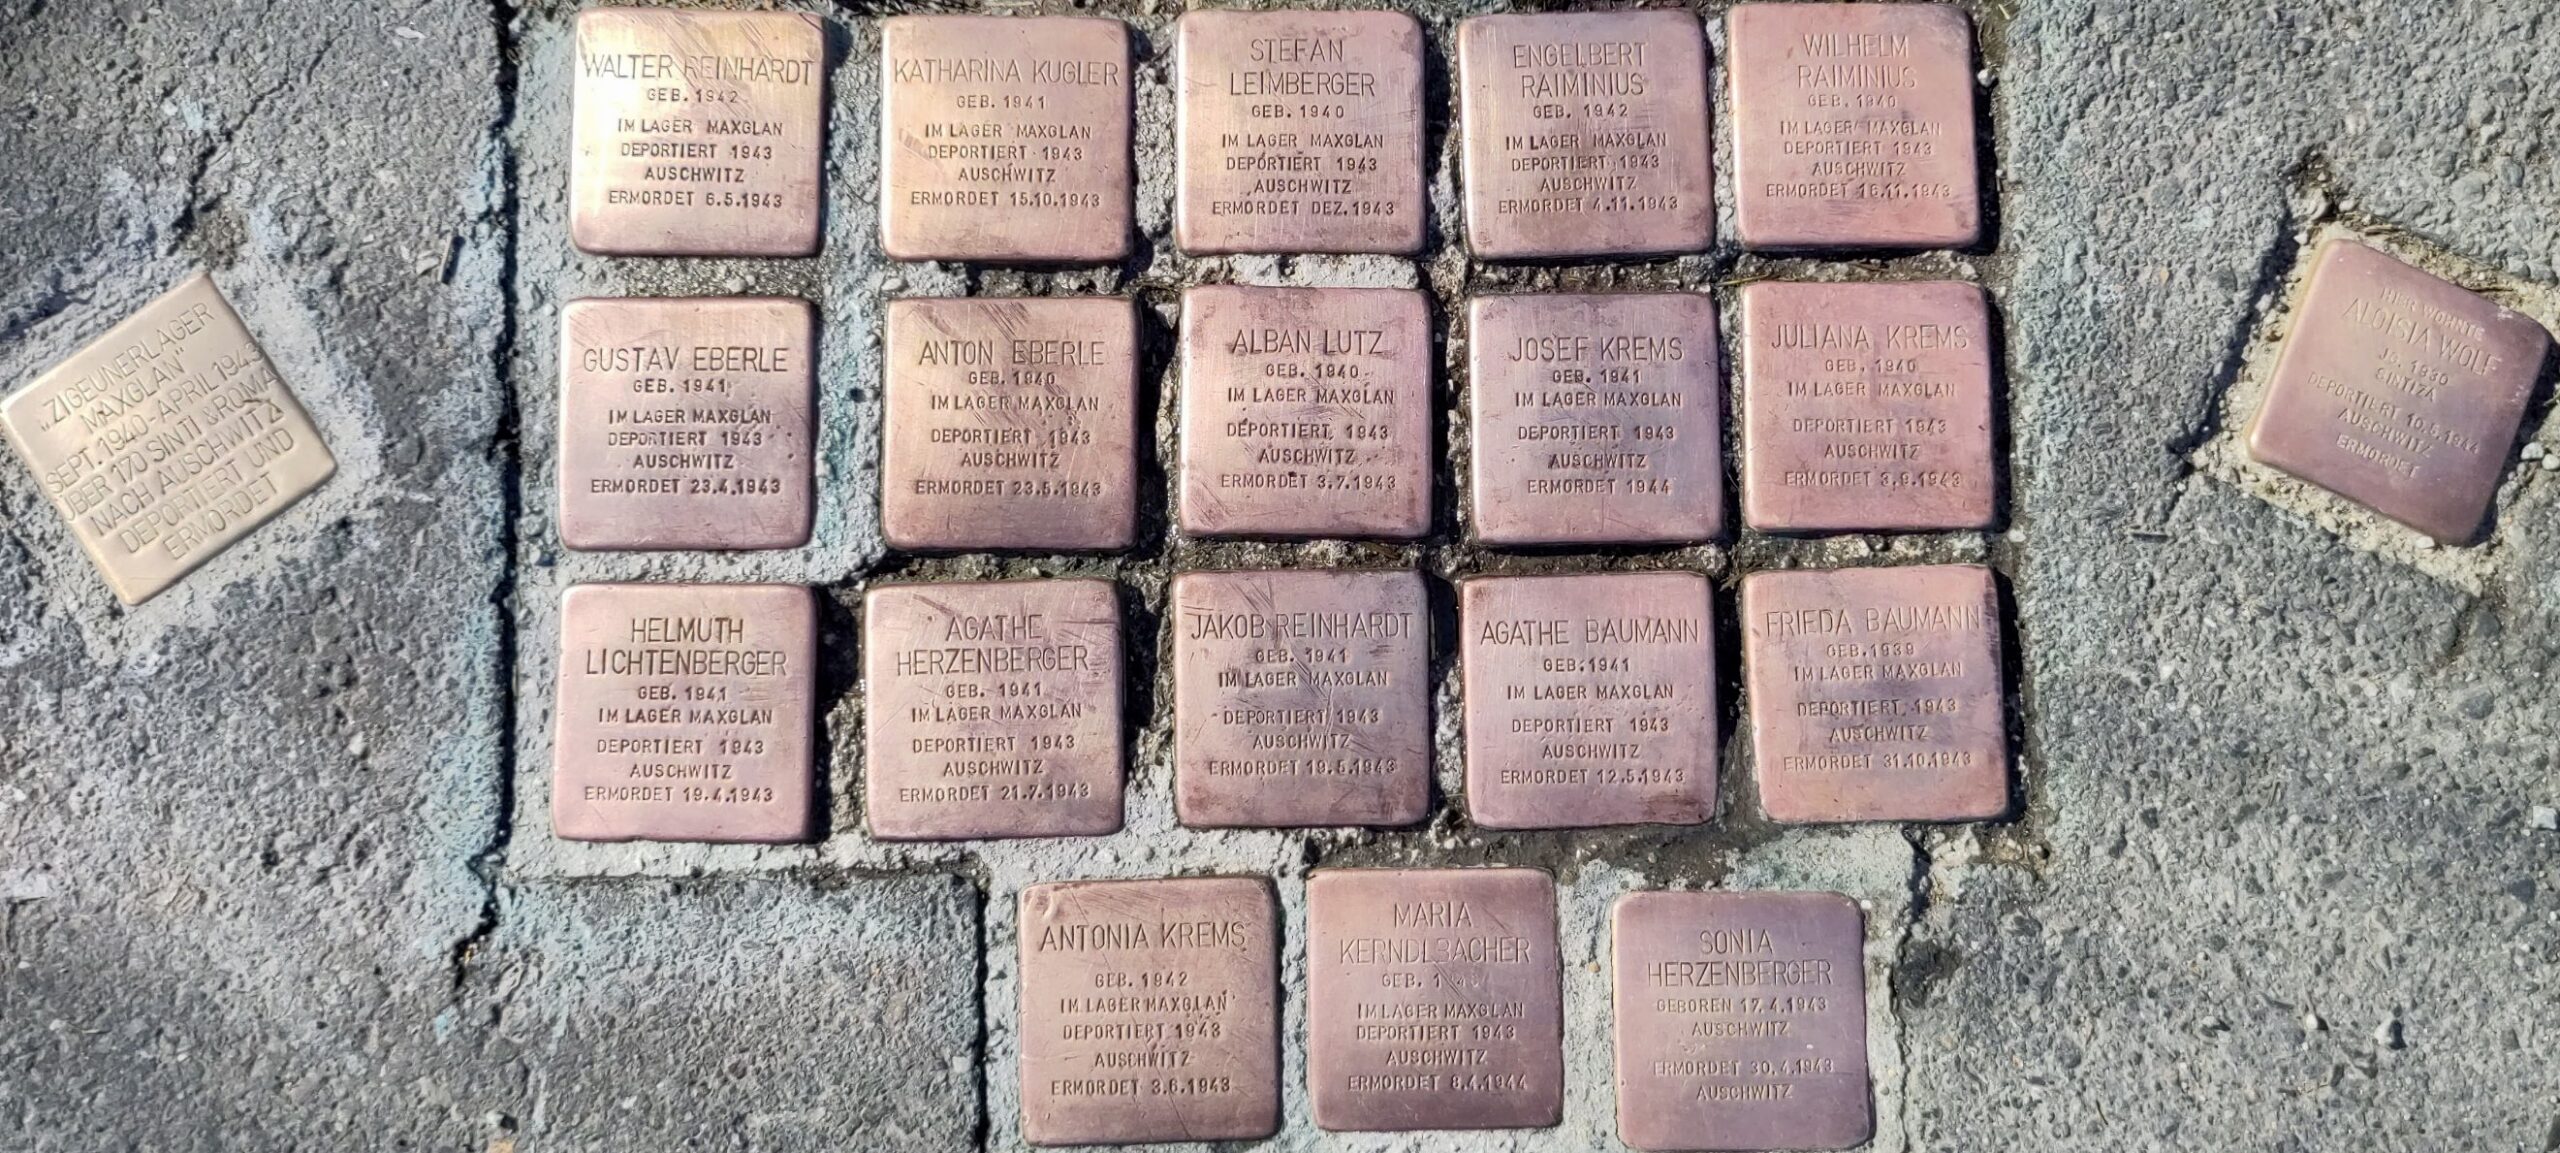 „ZIGEUNERLAGER
MAXGLAN"
SEPT. 1940- APRIL 1943
ÜBER 170 SINTI & ROMA
NACH AUSCHWITZ
DEPORTIERT UND
ERMORDET
WALTER REINHARDT
GEB. 1942
IM LAGER MAXGLAN
DEPORTIERT 1943
AUSCHWITZ
ERMORDET 6.5.1943
KATHARINA KUGLER
GEB. 1941
IM LAGER MAXGLAN
DEPORTIERT 1943
AUSCHWITZ
ERMORDET 15.10.1943
STEFAN
LEIMBERGER
GEB. 1940
IM LAGER MAXGLAN
DEPORTIERT 1943
AUSCHWITZ
ERMORDET DEZ. 1943
ENGELBERT
RAIMINIUS
GEB. 1942
IM LAGER MAXGLAN
DEPORTIERT 1943
AUSCHWITZ
ERMORDET 4.11.1943
WILHELM
RAIMINIUS
GEB. 1940
IM LAGER MAXGLAN
DEPORTIERT 1943
AUSCHWITZ
ERMORDET 16.11.1943
GUSTAV EBERLE
GEB. 1941
IM LAGER MAXGLAN
DEPORTIERT 1943
AUSCHWITZ
ERMORDET 23.4.1943
ANTON EBERLE
GEB. 1940
IM LAGER MAXGLAN
DEPORTIERT 1943
AUSCHWITZ
ERMORDET 23.5.1943
ALBAN LUTZ
GEB. 1940
IM LAGER MAXGLAN
DEPORTIERT 1943
AUSCHWITZ
ERMORDET 3.7.1943
JOSEF KREMS
GEB. 1941
IM LAGER MAXGLAN
DEPORTIERT 1943
AUSCHWITZ
ERMORDET 1944
JULIANA KREMS
GEB. 1940
IM LAGER MAXGLAN
DEPORTIERT 1943
AUSCHWITZ
ERMORDET 3.9.1943
HIER WOHNTE
ALOISIA WOLF
JG. 1930
SINTIZA
DEPORTIERT 10.5.1944
AUSCHWITZ
ERMORDET
HELMUTH
LICHTENBERGER
GEB. 1941
IM LAGER MAXGLAN
DEPORTIERT 1943
AUSCHWITZ
ERMORDET 19.4.1943
AGATHE
HERZENBERGER
GEB. 1941
IM LAGER MAXGLAN
DEPORTIERT 1943
AUSCHWITZ
ERMORDET 21.7.1943
JAKOB REINHARDT
GEB. 1941
IM LAGER MAXGLAN
DEPORTIERT 1943
AUSCHWITZ
ERMORDET 19.5.1943
AGATHE BAUMANN
GEB. 1941
IM LAGER MAXGLAN
DEPORTIERT 1943
AUSCHWITZ
ERMORDET 12.5.1943
FRIEDA BAUMANN
GEB. 1939
IM LAGER MAXGLAN
DEPORTIERT 1943
AUSCHWITZ
ERMORDET 31.10.1943
ANTONIA KREMS
GEB. 1942
IM LAGER MAXGLAN
DEPORTIERT 1943
AUSCHWITZ
ERMORDET 3.6.1943
MARIA
KERNDLBACHER
GEB.
IM LAGER MAXGLAN
DEPORTIERT 1943
AUSCHWITZ
ERMORDET 8.4.1944
SONIA
HERZENBERGER
GEBOREN 17.4.1943
AUSCHWITZ
ERMORDET 30.4.1943
AUSCHWITZ